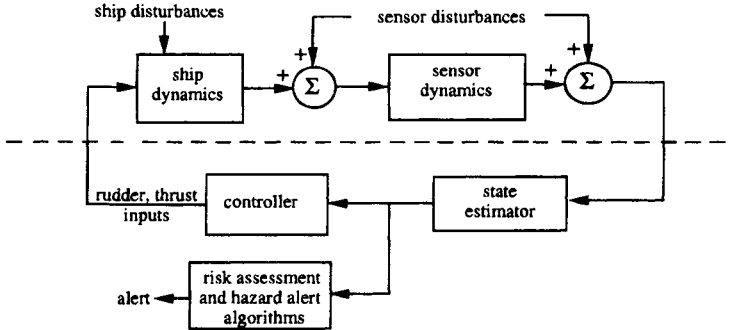 ship disturbances
sensor disturbances
+
+
ship
dynamics
+
Σ
sensor
dynamics
+
Σ
rudder, thrust
inputs
controller
state
estimator
alert
risk assessment
and hazard alert
algorithms